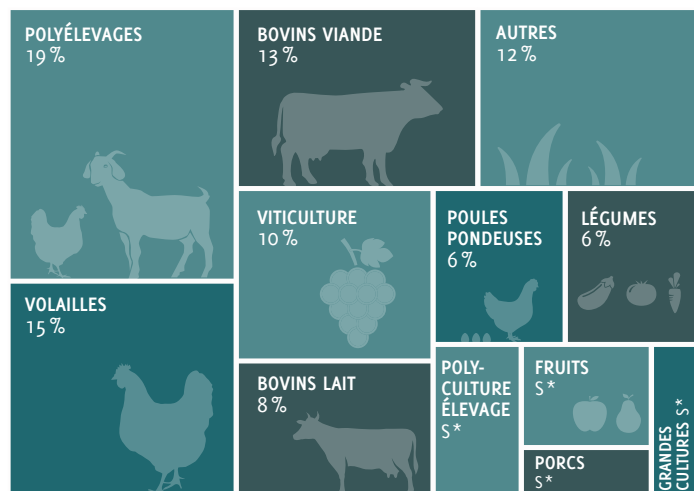 POLYÉLEVAGES
19 %
BOVINS VIANDE
13 %
AUTRES
12 %
VITICULTURE
10 %
POULES
PONDEUSES
6 %
LÉGUMES
6 %
VOLAILLES
15 %
BOVINS LAIT
8 %
POLY-
CULTURE
ÉLEVAGE
S*
FRUITS
S*
PORCS
S*
GRANDES
CULTURES S*